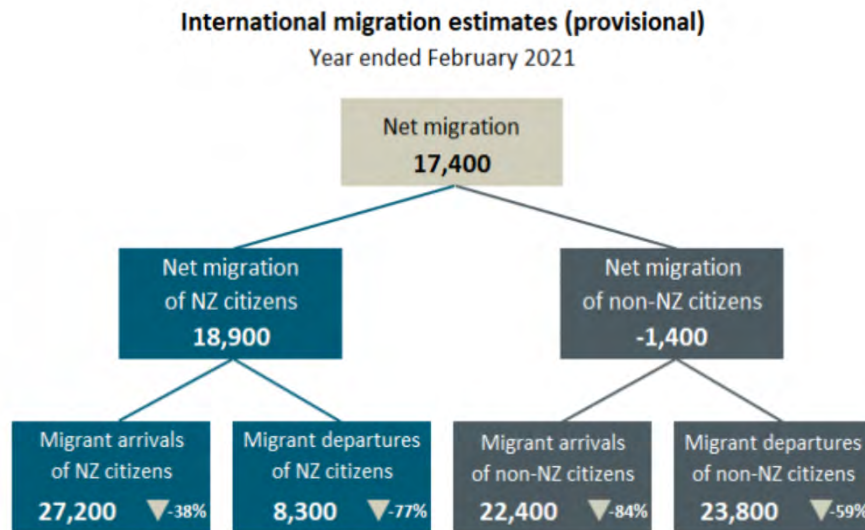 International migration estimates (provisional)
Year ended February 2021
Net migration
17,400
Net migration
of NZ citizens
18,900
Net migration
of non-NZ citizens
-1,400
Migrant arrivals
of NZ citizens
27,200 ▼-38%
Migrant departures
of NZ citizens
8,300 ▼-77%
Migrant arrivals
of non-NZ citizens
22,400 ▼-84%
Migrant departures
of non-NZ citizens
23,800 ▼-59%